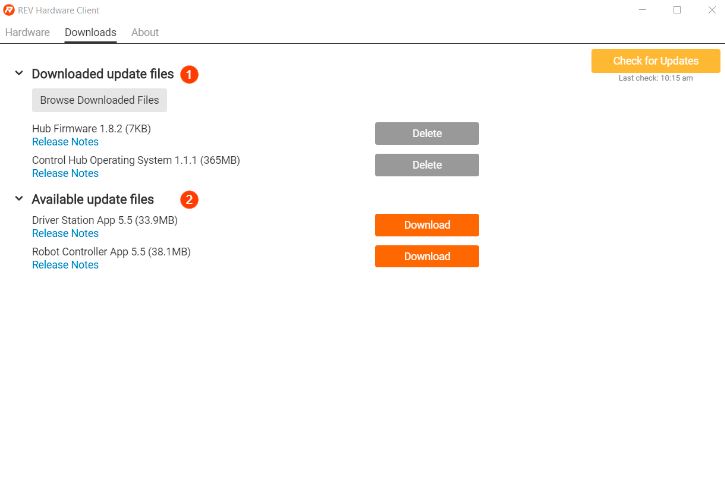 REV Hardware Client
Hardware Downloads About
Check for Updates
Last check: 10:15 am
Downloaded update files 1
Browse Downloaded Files
Hub Firmware 1.8.2 (7KB)
Release Notes
Delete
Control Hub Operating System 1.1.1 (365MB)
Release Notes
Delete
Available update files 2
Driver Station App 5.5 (33.9MB)
Release Notes
Download
Robot Controller App 5.5 (38.1MB)
Release Notes
Download